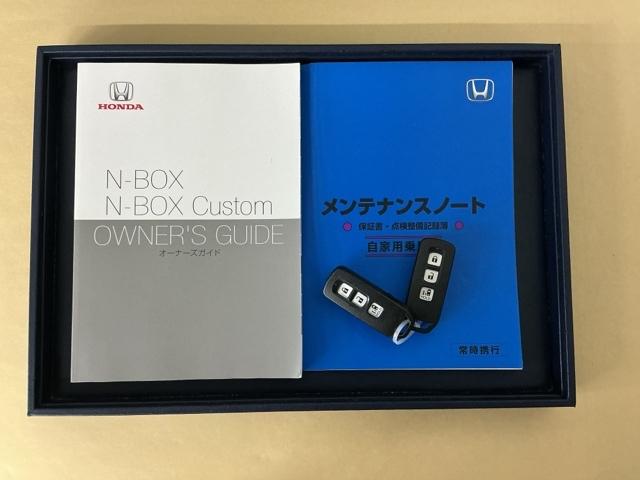 HONDA
N-BOX
N-BOX Custom
OWNER'S GUIDE
オーナーズガイド
メンテナンスノート
保証書・点検整備記録簿
自家用乗
常時携行